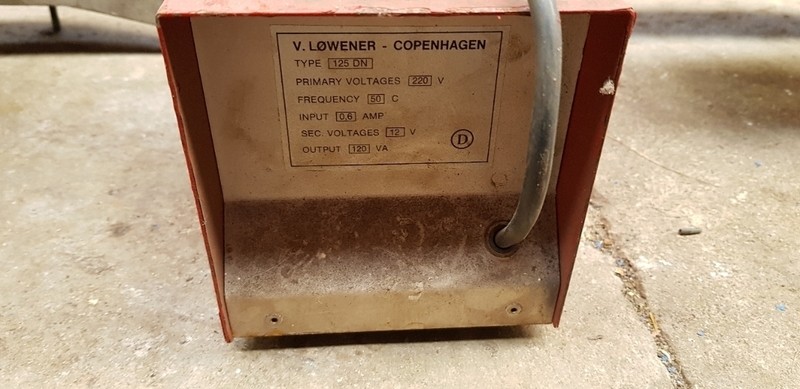 V. LØWENER - COPENHAGEN
TYPE 125 DN
PRIMARY VOLTAGES 220 V
FREQUENCY 50 C
INPUT 0,6 AMP
SEC. VOLTAGES 12 V
OUTPUT 120 VA
D